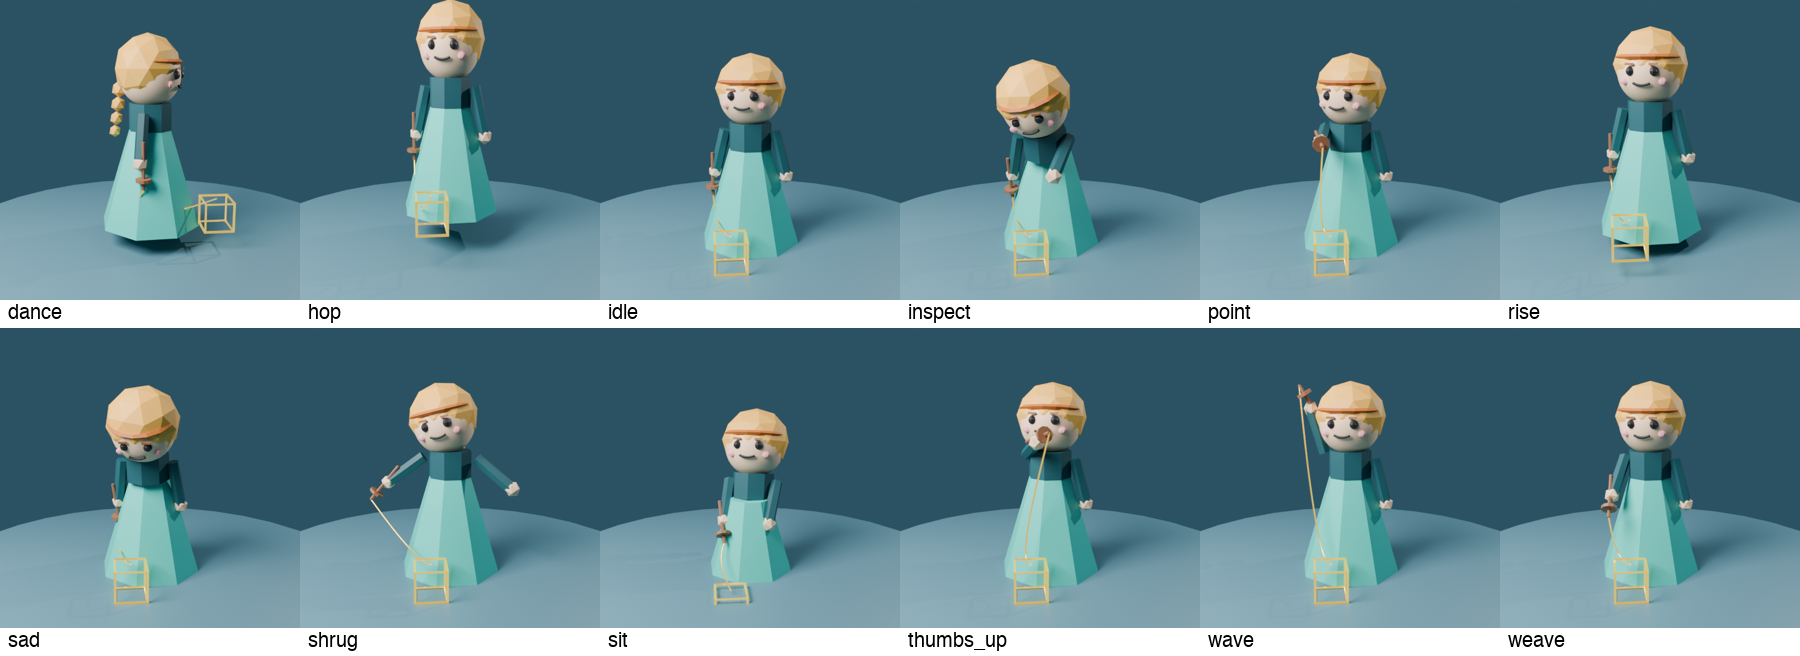 dance
hop
idle
inspect
point
rise
sad
shrug
sit
thumbs_up
wave
weave